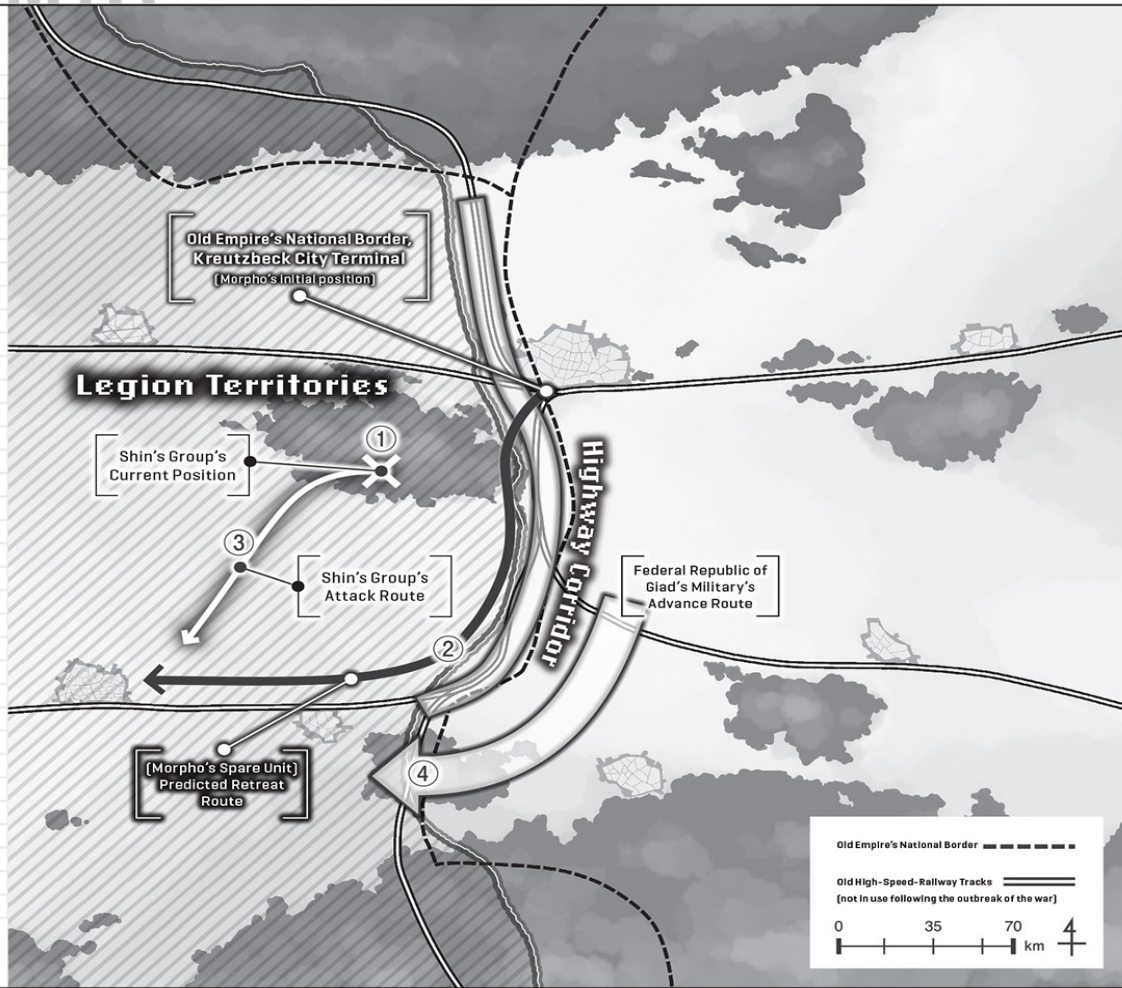 Old Empire's National Border,
Kreutzbeck City Terminal
(Morpho's initial position)
Legion Territories
①
Shin's Group's
Current Position
Highway Corridor
③
Shin's Group's
Attack Route
Federal Republic of
Giad's Military's
Advance Route
②
(Morpho's Spare Unit)
Predicted Retreat
Route
④
Old Empire's National Border
Old High-Speed-Railway Tracks
(not in use following the outbreak of the war)
0 35 70 km